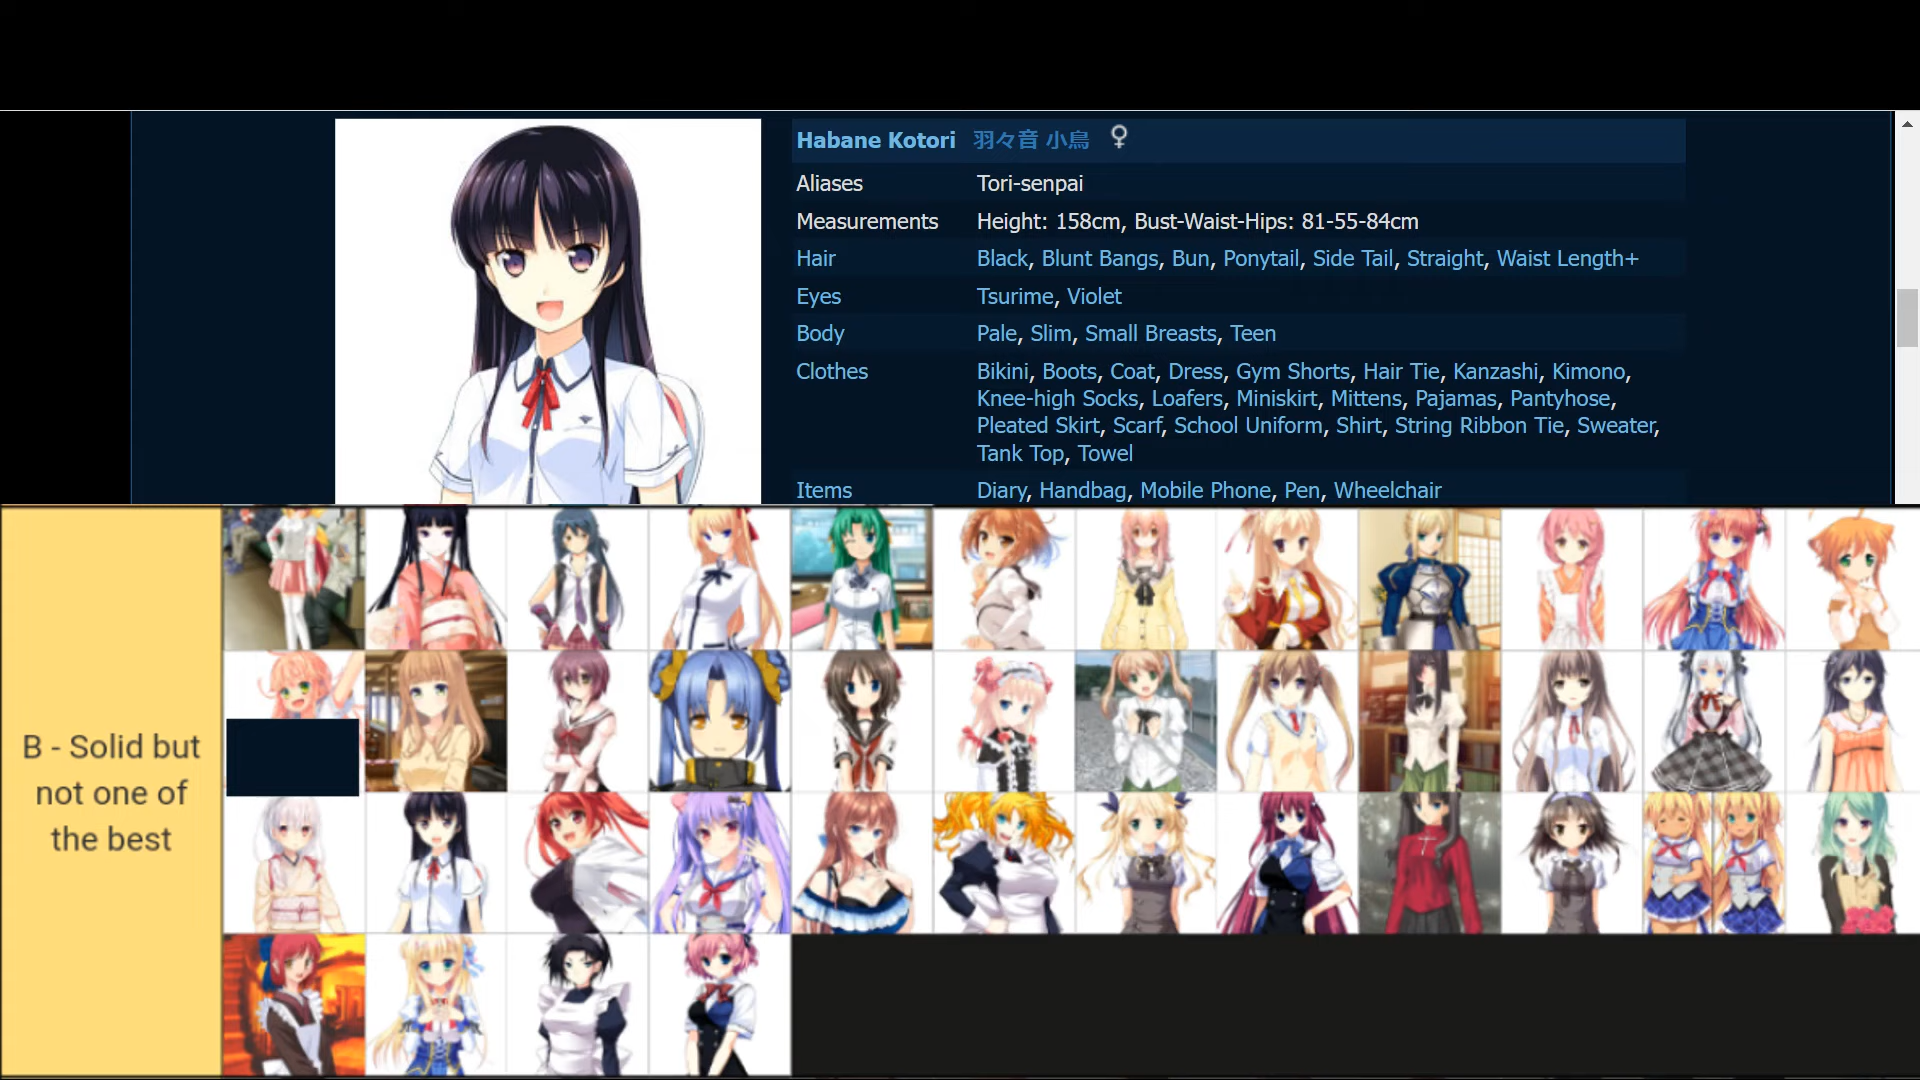 Habane Kotori 羽々音 小鳥 ♀
Aliases Tori-senpai
Measurements Height: 158cm, Bust-Waist-Hips: 81-55-84cm
Hair Black, Blunt Bangs, Bun, Ponytail, Side Tail, Straight, Waist Length+
Eyes Tsurime, Violet
Body Pale, Slim, Small Breasts, Teen
Clothes Bikini, Boots, Coat, Dress, Gym Shorts, Hair Tie, Kanzashi, Kimono,
Knee-high Socks, Loafers, Miniskirt, Mittens, Pajamas, Pantyhose,
Pleated Skirt, Scarf, School Uniform, Shirt, String Ribbon Tie, Sweater,
Tank Top, Towel
Items Diary, Handbag, Mobile Phone, Pen, Wheelchair
B - Solid but
not one of
the best